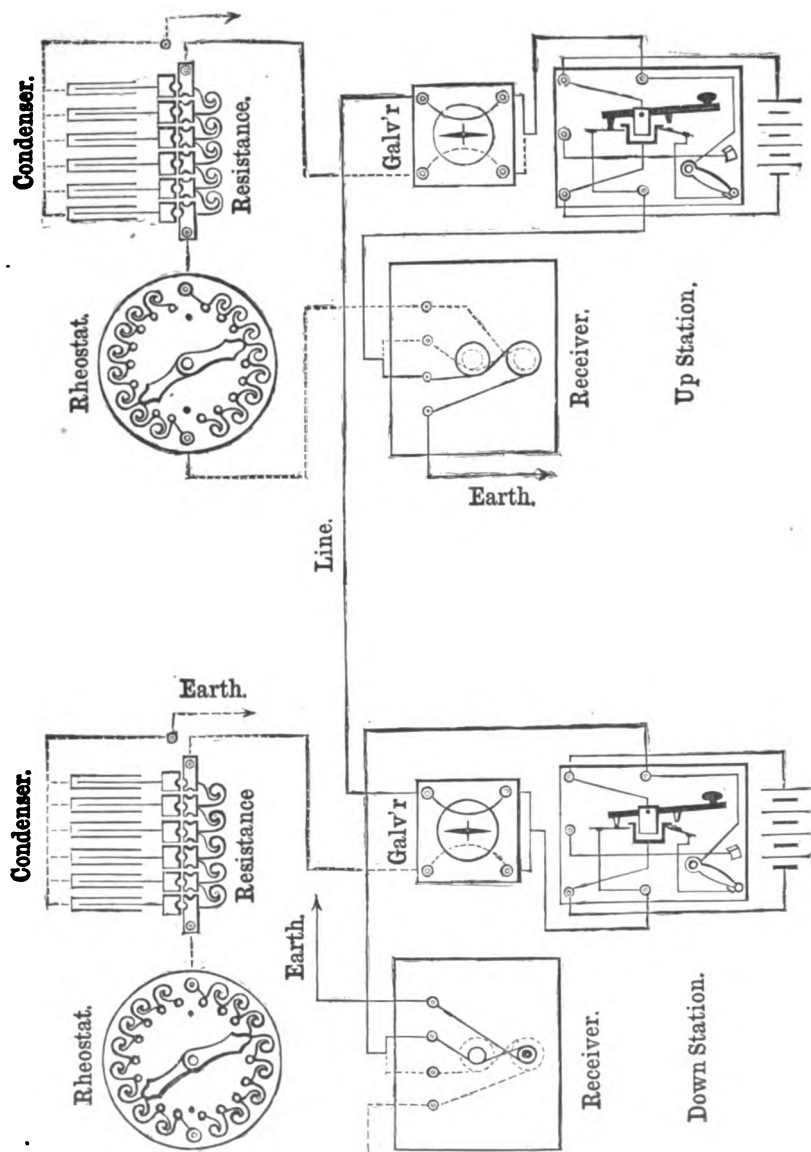 Condenser.
Resistance.
Rheostat.
Galv'r
Receiver.
Earth.
Up Station.
Line.
Condenser.
Earth.
Resistance
Rheostat.
Galv'r
Earth.
Receiver.
Down Station.